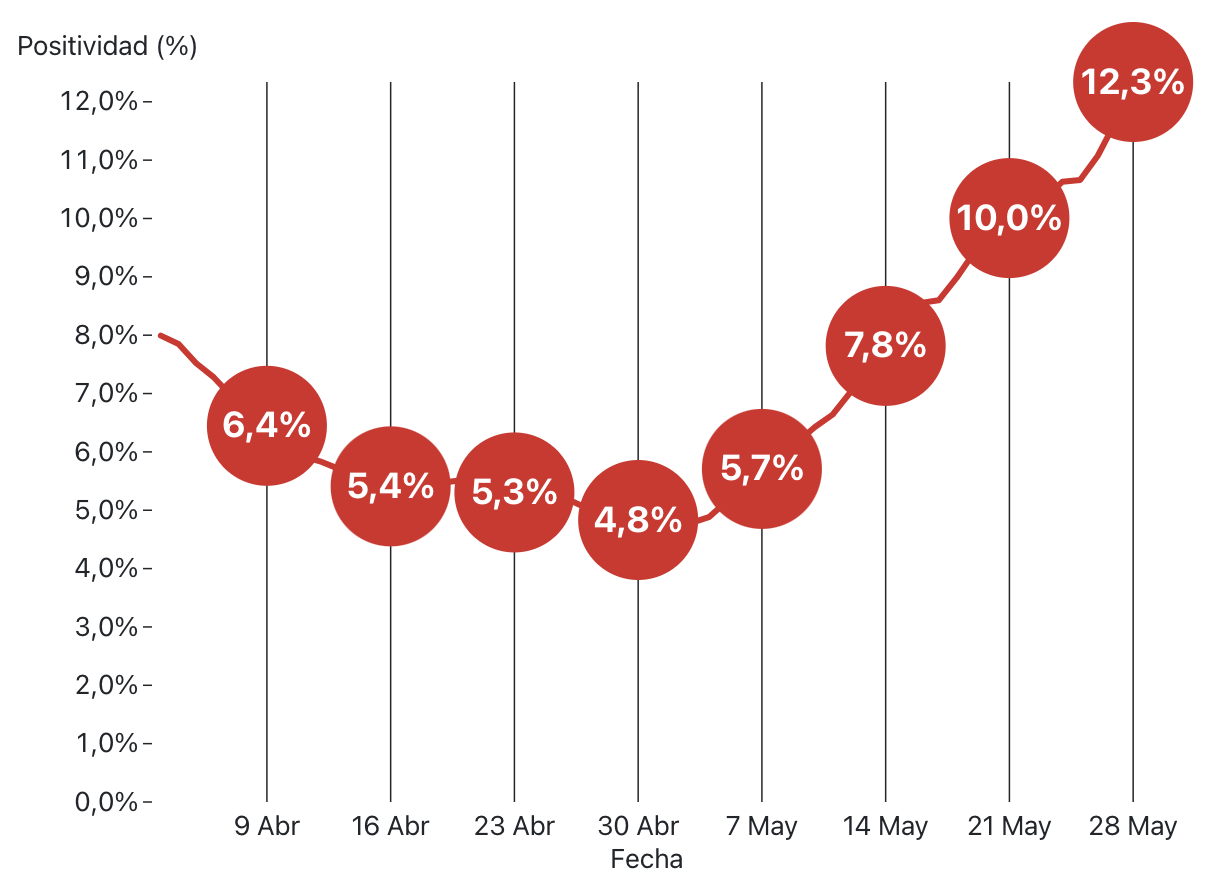 Positividad (%)
12,0%
11,0%
10,0%
9,0%
8,0%
7,0%
6,0%
5,0%
4,0%
3,0%
2,0%
1,0%
0,0%
6,4%
5,4%
5,3%
4,8%
5,7%
7,8%
10,0%
12,3%
9 Abr
16 Abr
23 Abr
30 Abr
7 May
14 May
21 May
28 May
Fecha